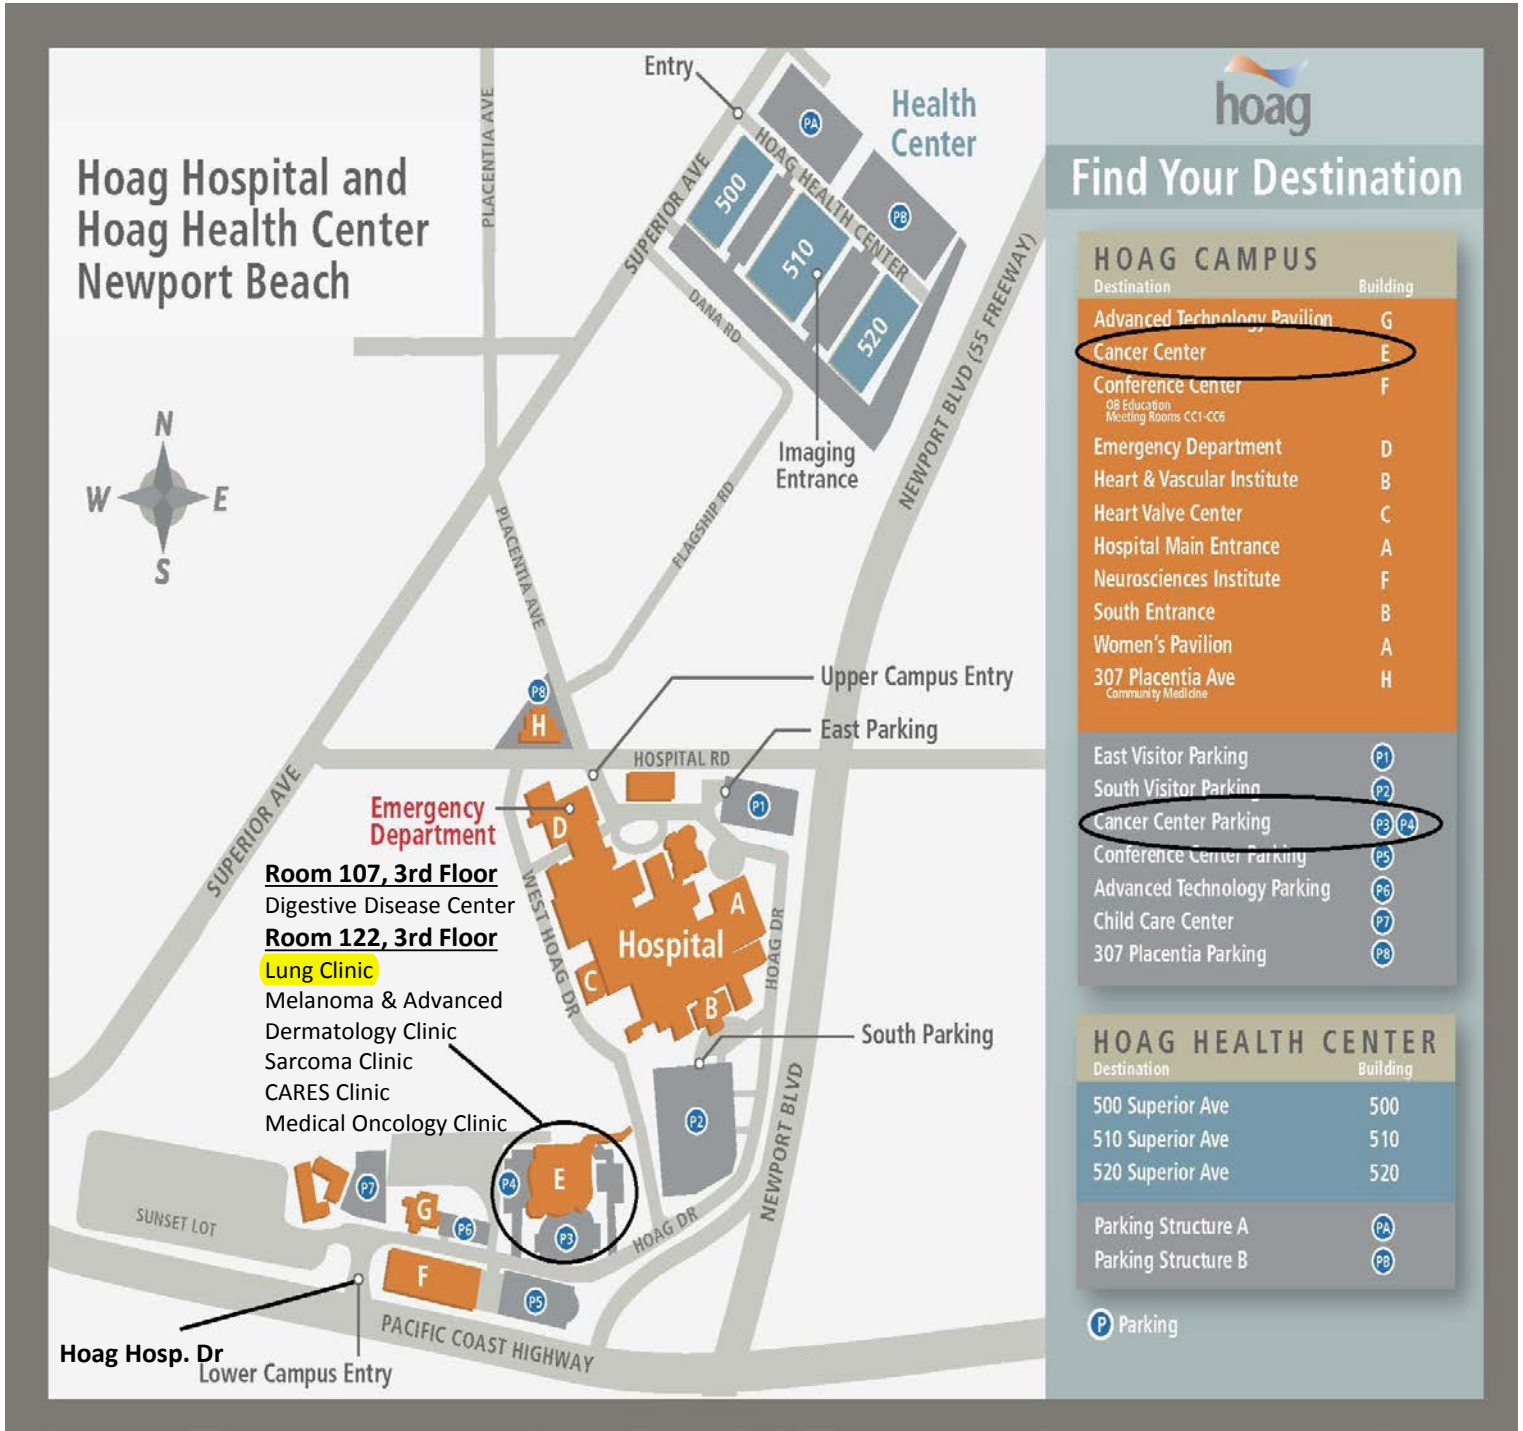 Hoag Hospital and
Hoag Health Center
Newport Beach
N
W
E
S
PLACENTIA AVE
Entry
Health
Center
PA
HOAG HEALTH CENTER
PB
SUPERIOR AVE
500
510
520
DANA RD
Imaging
Entrance
NEWPORT BLVD (55 FREEWAY)
FLAGSHIP RD
PLACENTIA AVE
P8
H
Upper Campus Entry
East Parking
HOSPITAL RD
SUPERIOR AVE
Emergency
Department
D
P1
Room 107, 3rd Floor
Digestive Disease Center
Room 122, 3rd Floor
Lung Clinic
Melanoma & Advanced
Dermatology Clinic
Sarcoma Clinic
CARES Clinic
Medical Oncology Clinic
WEST HOAG DR
A
Hospital
C
B
HOAG DR
South Parking
P2
NEWPORT BLVD
E
P4
P3
P7
G
P6
SUNSET LOT
HOAG DR
F
P5
PACIFIC COAST HIGHWAY
Hoag Hosp. Dr
Lower Campus Entry
hoag
Find Your Destination
HOAG CAMPUS
Destination Building
Advanced Technology Pavilion G
Cancer Center E
Conference Center F
OB Education
Meeting Rooms CC1-CC6
Emergency Department D
Heart & Vascular Institute B
Heart Valve Center C
Hospital Main Entrance A
Neurosciences Institute F
South Entrance B
Women's Pavilion A
307 Placentia Ave H
Community Medicine
East Visitor Parking P1
South Visitor Parking P2
Cancer Center Parking P3 P4
Conference Center Parking P5
Advanced Technology Parking P6
Child Care Center P7
307 Placentia Parking P8
HOAG HEALTH CENTER
Destination Building
500 Superior Ave 500
510 Superior Ave 510
520 Superior Ave 520
Parking Structure A PA
Parking Structure B PB
P Parking